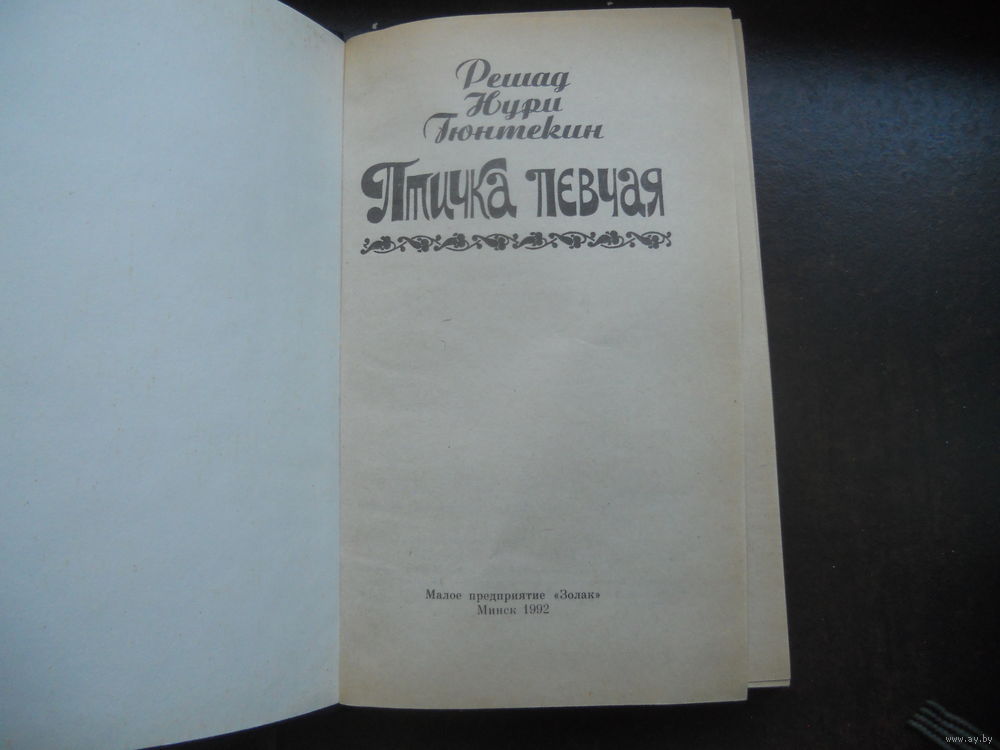 Решад
Нури
Гюнтекин
Птичка певчая
Малое предприятие «Золак»
Минск 1992
www.ay.by